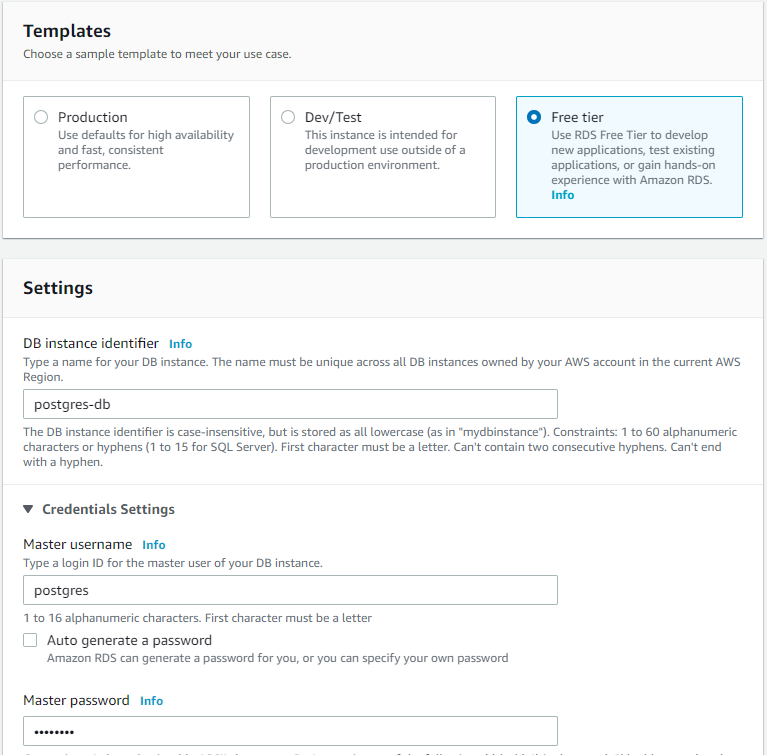 Templates
Choose a sample template to meet your use case.
Production
Use defaults for high availability
and fast, consistent
performance.
Dev/Test
This instance is intended for
development use outside of a
production environment.
Free tier
Use RDS Free Tier to develop
new applications, test existing
applications, or gain hands-on
experience with Amazon RDS.
Info
Settings
DB instance identifier Info
Type a name for your DB instance. The name must be unique across all DB instances owned by your AWS account in the current AWS
Region.
postgres-db
The DB instance identifier is case-insensitive, but is stored as all lowercase (as in "mydbinstance"). Constraints: 1 to 60 alphanumeric
characters or hyphens (1 to 15 for SQL Server). First character must be a letter. Can't contain two consecutive hyphens. Can't end
with a hyphen.
Credentials Settings
Master username Info
Type a login ID for the master user of your DB instance.
postgres
1 to 16 alphanumeric characters. First character must be a letter
Auto generate a password
Amazon RDS can generate a password for you, or you can specify your own password
Master password Info
••••••••